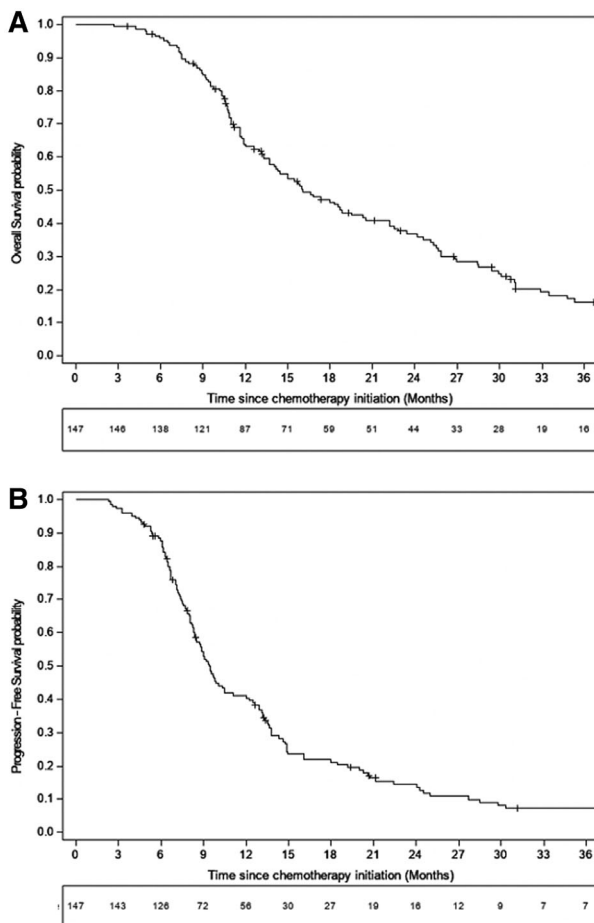 A
1.0
0.9
0.8
0.7
0.6
0.5
0.4
0.3
0.2
0.1
0.0
Overall Survival probability
0 3 6 9 12 15 18 21 24 27 30 33 36
Time since chemotherapy initiation (Months)
147 146 138 121 87 71 59 51 44 33 28 19 16
B
1.0
0.9
0.8
0.7
0.6
0.5
0.4
0.3
0.2
0.1
0.0
Progression-Free Survival probability
0 3 6 9 12 15 18 21 24 27 30 33 36
Time since chemotherapy initiation (Months)
147 143 126 72 56 30 27 19 16 12 9 7 7